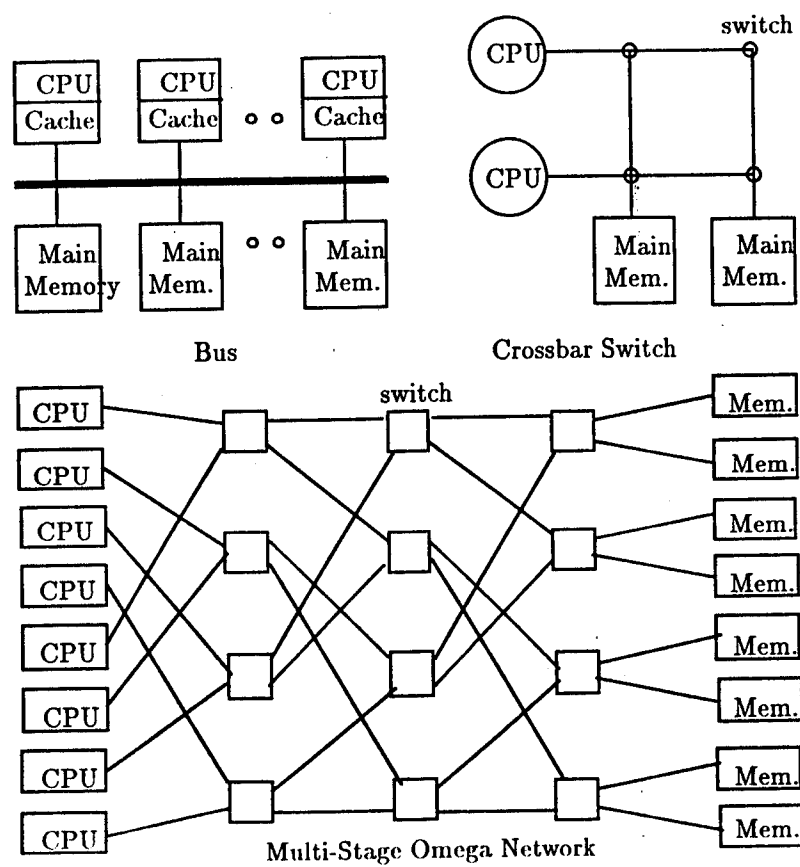 switch
CPU
CPU
CPU
CPU
Cache
Cache
Cache
CPU
Main
Memory
Main
Mem.
Main
Mem.
Main
Mem.
Main
Mem.
Bus
Crossbar Switch
switch
CPU
Mem.
CPU
Mem.
CPU
Mem.
CPU
Mem.
CPU
Mem.
CPU
Mem.
CPU
Mem.
CPU
Mem.
Multi-Stage Omega Network